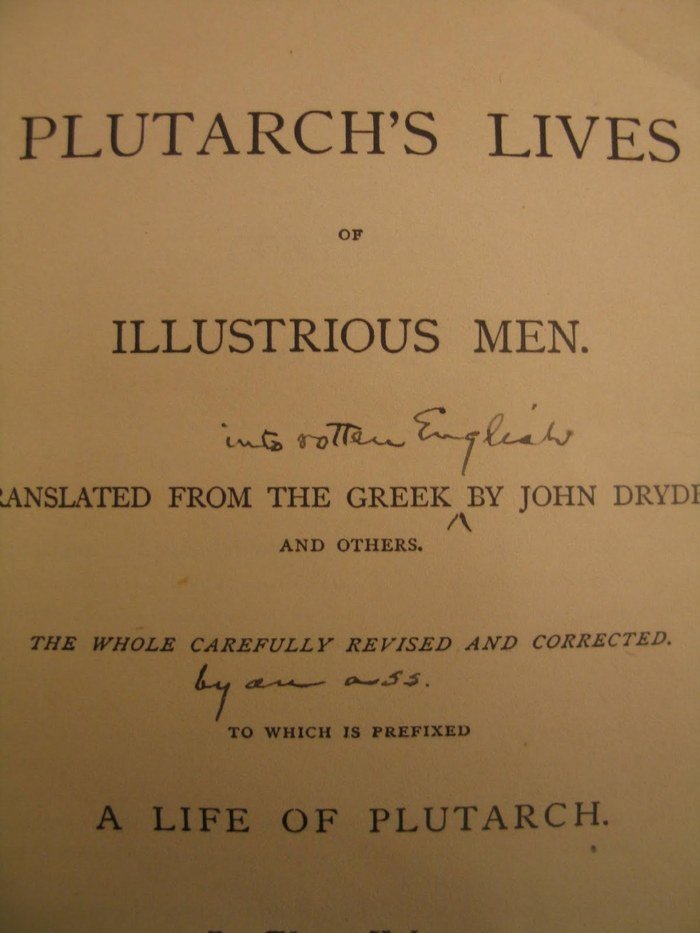 PLUTARCH'S LIVES
OF
ILLUSTRIOUS MEN.
into rotten English
RANSLATED FROM THE GREEK ^ BY JOHN DRYDE
AND OTHERS.
THE WHOLE CAREFULLY REVISED AND CORRECTED.
by an ass.
TO WHICH IS PREFIXED
A LIFE OF PLUTARCH.